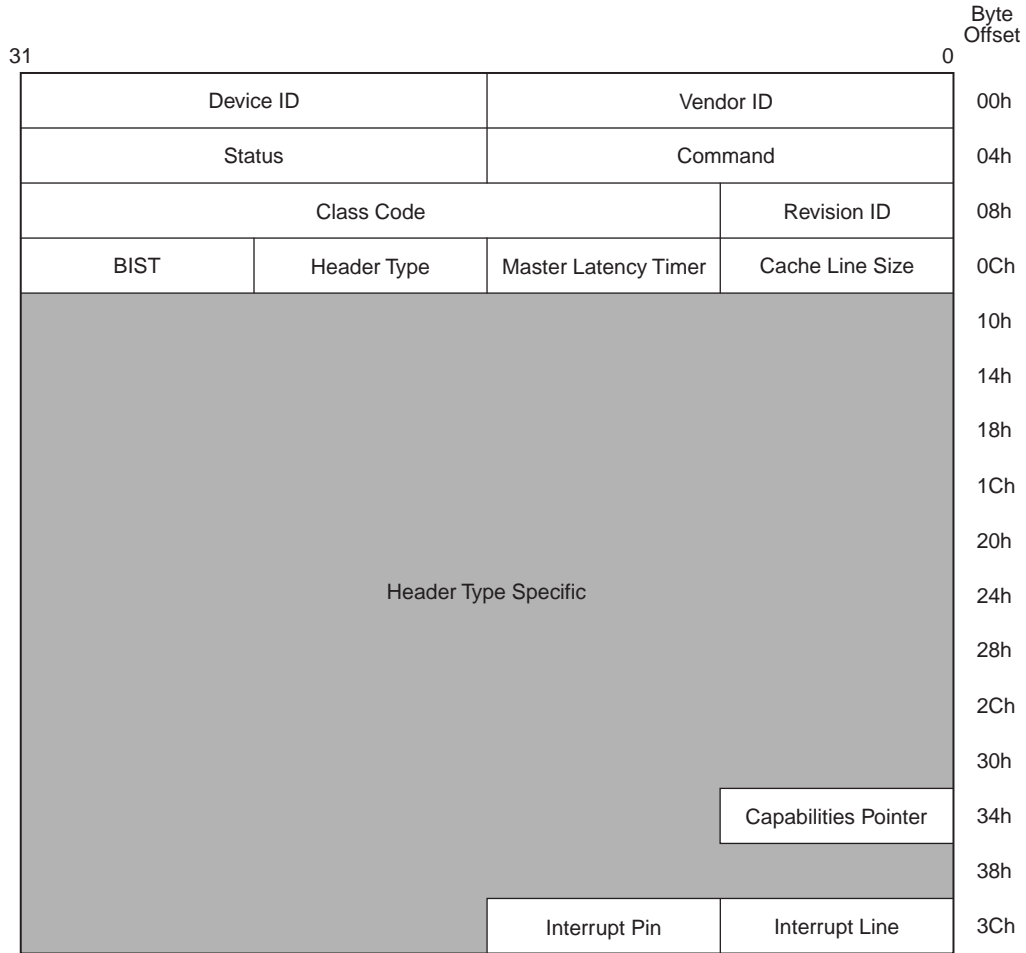 Byte
Offset
31 0
Device ID Vendor ID 00h
Status Command 04h
Class Code Revision ID 08h
BIST Header Type Master Latency Timer Cache Line Size 0Ch
10h
14h
18h
1Ch
20h
Header Type Specific 24h
28h
2Ch
30h
Capabilities Pointer 34h
38h
Interrupt Pin Interrupt Line 3Ch